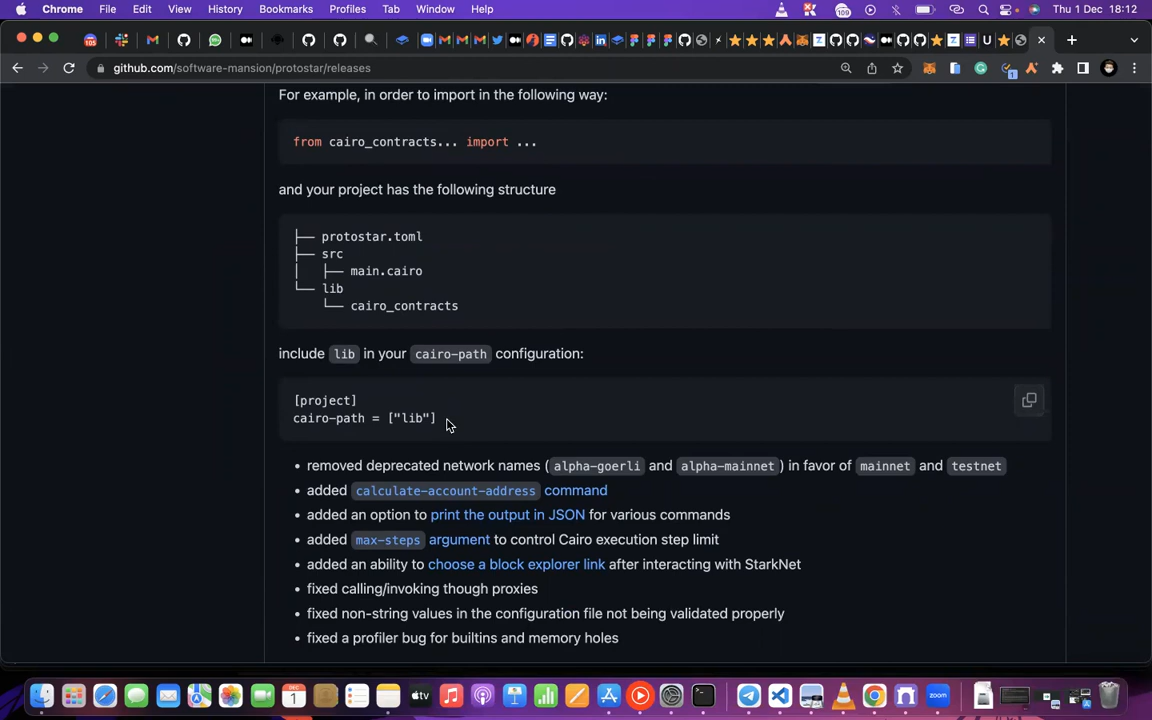 Chrome File Edit View History Bookmarks Profiles Tab Window Help 109 Thu 1 Dec 18:12
105
github.com/software-mansion/protostar/releases 1
For example, in order to import in the following way:
from cairo_contracts... import ...
and your project has the following structure
├── protostar.toml
├── src
│   ├── main.cairo
└── lib
    └── cairo_contracts
include lib in your cairo-path configuration:
[project]
cairo-path = ["lib"]
• removed deprecated network names (alpha-goerli and alpha-mainnet) in favor of mainnet and testnet
• added calculate-account-address command
• added an option to print the output in JSON for various commands
• added max-steps argument to control Cairo execution step limit
• added an ability to choose a block explorer link after interacting with StarkNet
• fixed calling/invoking though proxies
• fixed non-string values in the configuration file not being validated properly
• fixed a profiler bug for builtins and memory holes
DEC
1
tv
zoom